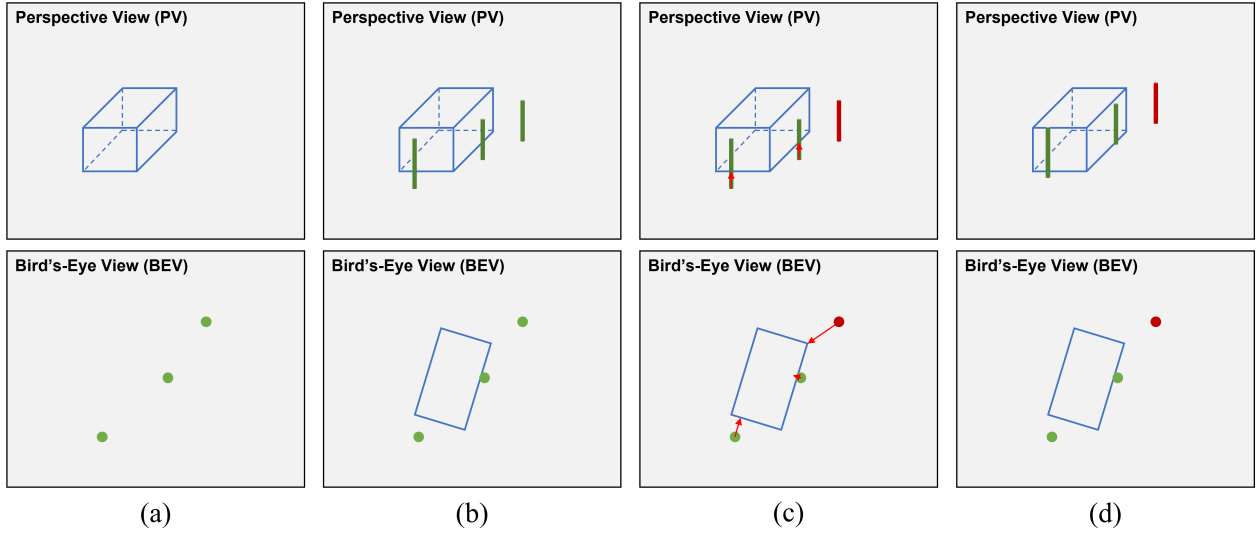 Perspective View (PV)
Perspective View (PV)
Perspective View (PV)
Perspective View (PV)
Bird's-Eye View (BEV)
Bird's-Eye View (BEV)
Bird's-Eye View (BEV)
Bird's-Eye View (BEV)
(a)
(b)
(c)
(d)